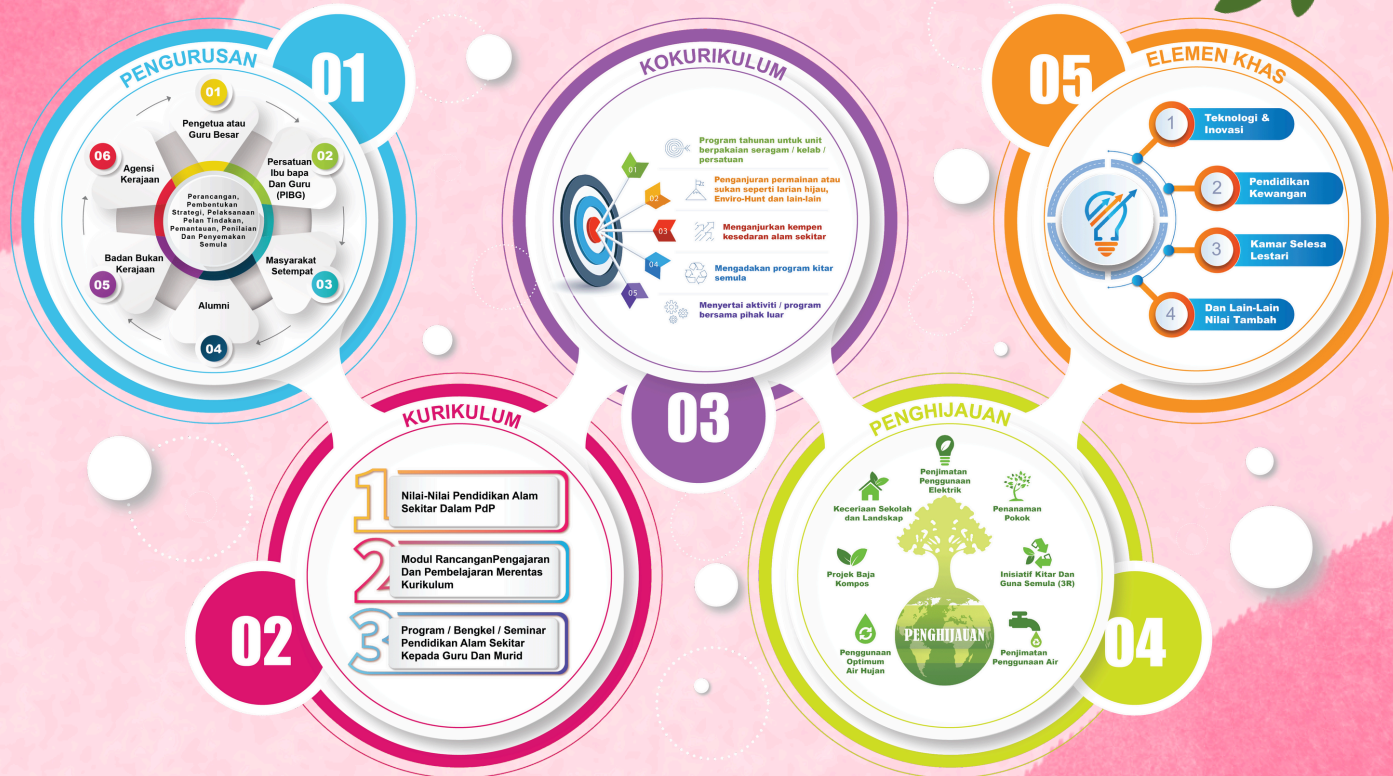 01
PENGURUSAN
01
Pengetua atau
Guru Besar
02
Persatuan
Ibu bapa
Dan Guru
(PIBG)
Masyarakat
Setempat
03
Alumni
04
Badan Bukan
Kerajaan
05
06
Agensi
Kerajaan
Perancangan,
Pembentukan
Strategi, Pelaksanaan
Pelan Tindakan,
Pemantauan, Penilaian
Dan Penyemakan
Semula
02
KURIKULUM
1
Nilai-Nilai Pendidikan Alam
Sekitar Dalam PdP
2
Modul RancanganPengajaran
Dan Pembelajaran Merentas
Kurikulum
3
Program / Bengkel / Seminar
Pendidikan Alam Sekitar
Kepada Guru Dan Murid
03
KOKURIKULUM
01
Program tahunan untuk unit
berpakaian seragam / kelab /
persatuan
02
Penganjuran permainan atau
sukan seperti larian hijau,
Enviro-Hunt dan lain-lain
03
Menganjurkan kempen
kesedaran alam sekitar
04
Mengadakan program kitar
semula
05
Menyertai aktiviti / program
bersama pihak luar
04
PENGHIJAUAN
Penjimatan
Penggunaan
Elektrik
Penanaman
Pokok
Inisiatif Kitar Dan
Guna Semula (3R)
Penjimatan
Penggunaan Air
Penggunaan
Optimum
Air Hujan
Projek Baja
Kompos
Keceriaan Sekolah
dan Landskap
PENGHIJAUAN
05
ELEMEN KHAS
1
Teknologi &
Inovasi
2
Pendidikan
Kewangan
3
Kamar Selesa
Lestari
4
Dan Lain-Lain
Nilai Tambah